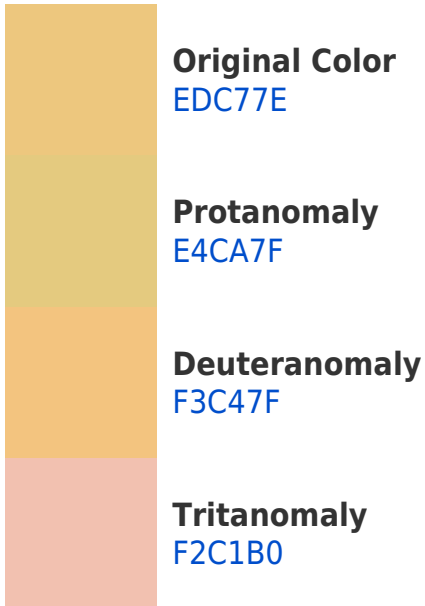 Original Color
EDC77E
Protanomaly
E4CA7F
Deuteranomaly
F3C47F
Tritanomaly
F2C1B0